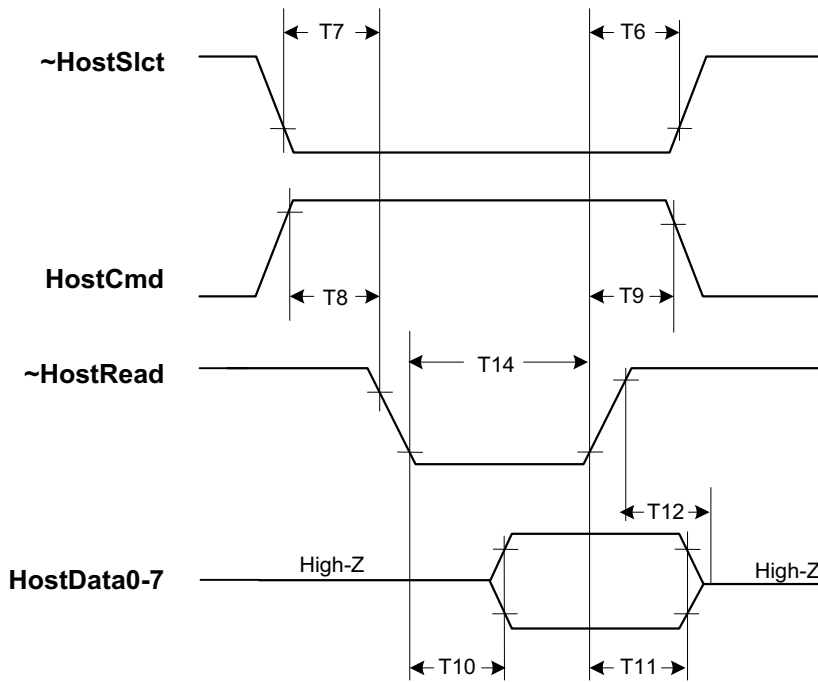 T7
T6
~HostSlct
HostCmd
T8
T9
~HostRead
T14
T12
High-Z
High-Z
HostData0-7
T10
T11